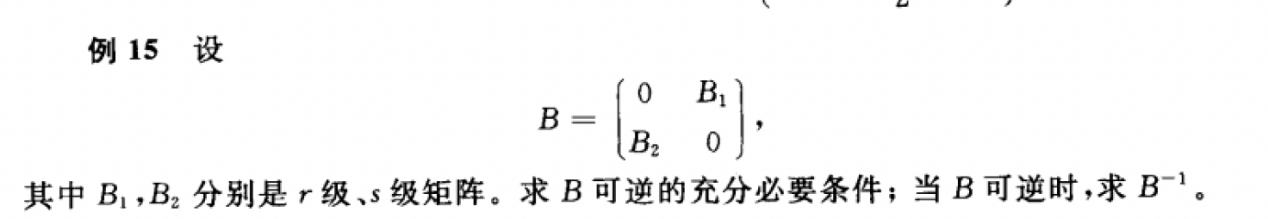 例 15 设
B = ( 0 B₁
B₂ 0 ) ,
其中 B₁,B₂ 分别是 r 级、s 级矩阵。求 B 可逆的充分必要条件；当 B 可逆时,求 B⁻¹。